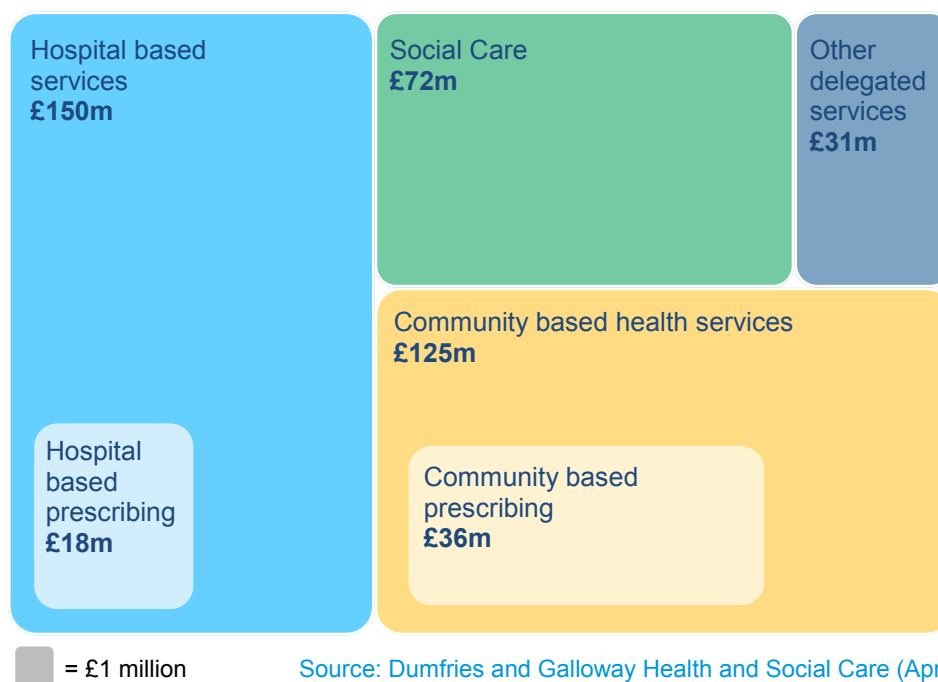 Hospital based
services
£150m
Social Care
£72m
Other
delegated
services
£31m
Community based health services
£125m
Hospital
based
prescribing
£18m
Community based
prescribing
£36m
= £1 million
Source: Dumfries and Galloway Health and Social Care (Apr